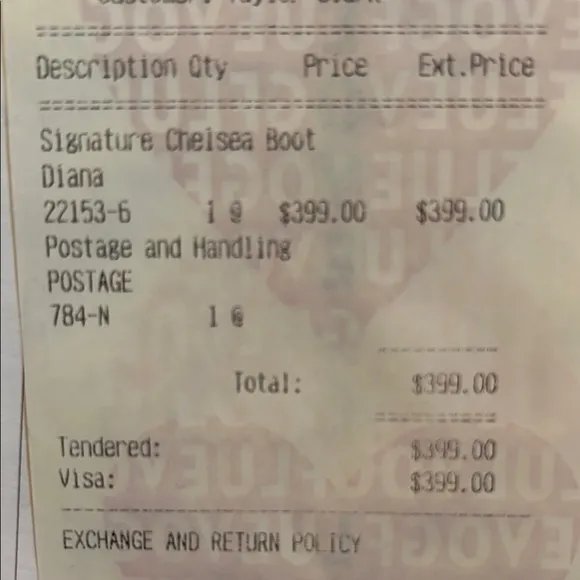 Description Qty Price Ext.Price
Signature Chelsea Boot
Diana
22153-6 1 @ $399.00 $399.00
Postage and Handling
POSTAGE
784-N 1 @
Total: $399.00
Tendered: $399.00
Visa: $399.00
EXCHANGE AND RETURN POLICY